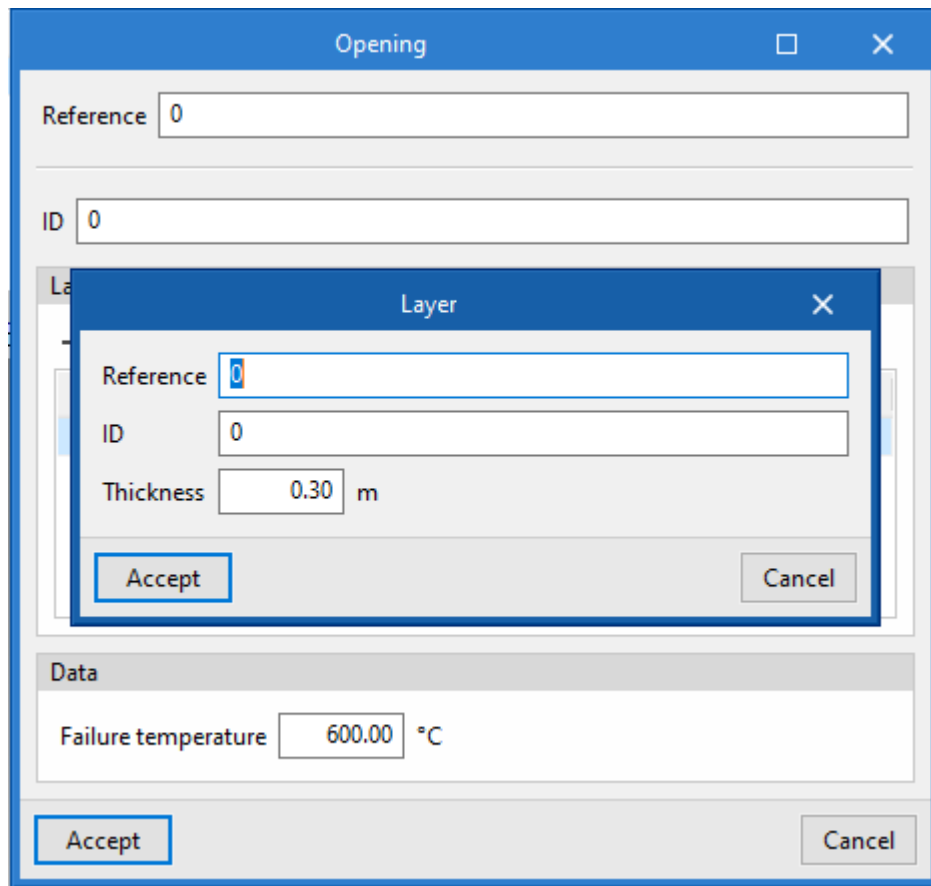 Opening
Reference 0
ID 0
La
Layer
Reference 0
ID 0
Thickness 0.30 m
Accept Cancel
Data
Failure temperature 600.00 °C
Accept Cancel